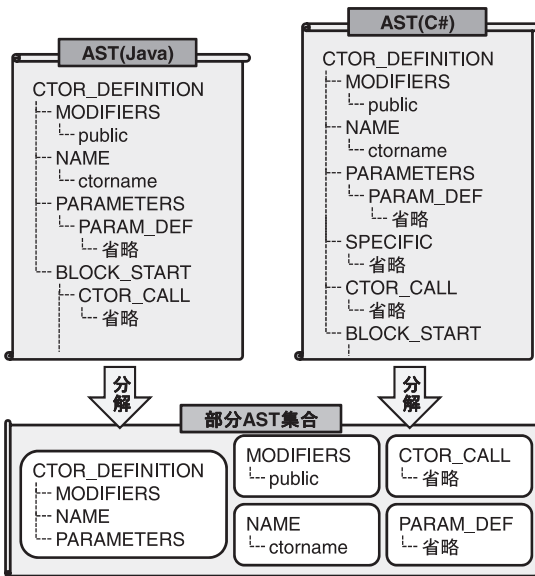 AST(Java)
CTOR_DEFINITION
MODIFIERS
public
NAME
ctorname
PARAMETERS
PARAM_DEF
省略
BLOCK_START
CTOR_CALL
省略
AST(C#)
CTOR_DEFINITION
MODIFIERS
public
NAME
ctorname
PARAMETERS
PARAM_DEF
省略
SPECIFIC
省略
CTOR_CALL
省略
BLOCK_START
分解
分解
部分AST集合
CTOR_DEFINITION
MODIFIERS
NAME
PARAMETERS
MODIFIERS
public
CTOR_CALL
省略
NAME
ctorname
PARAM_DEF
省略